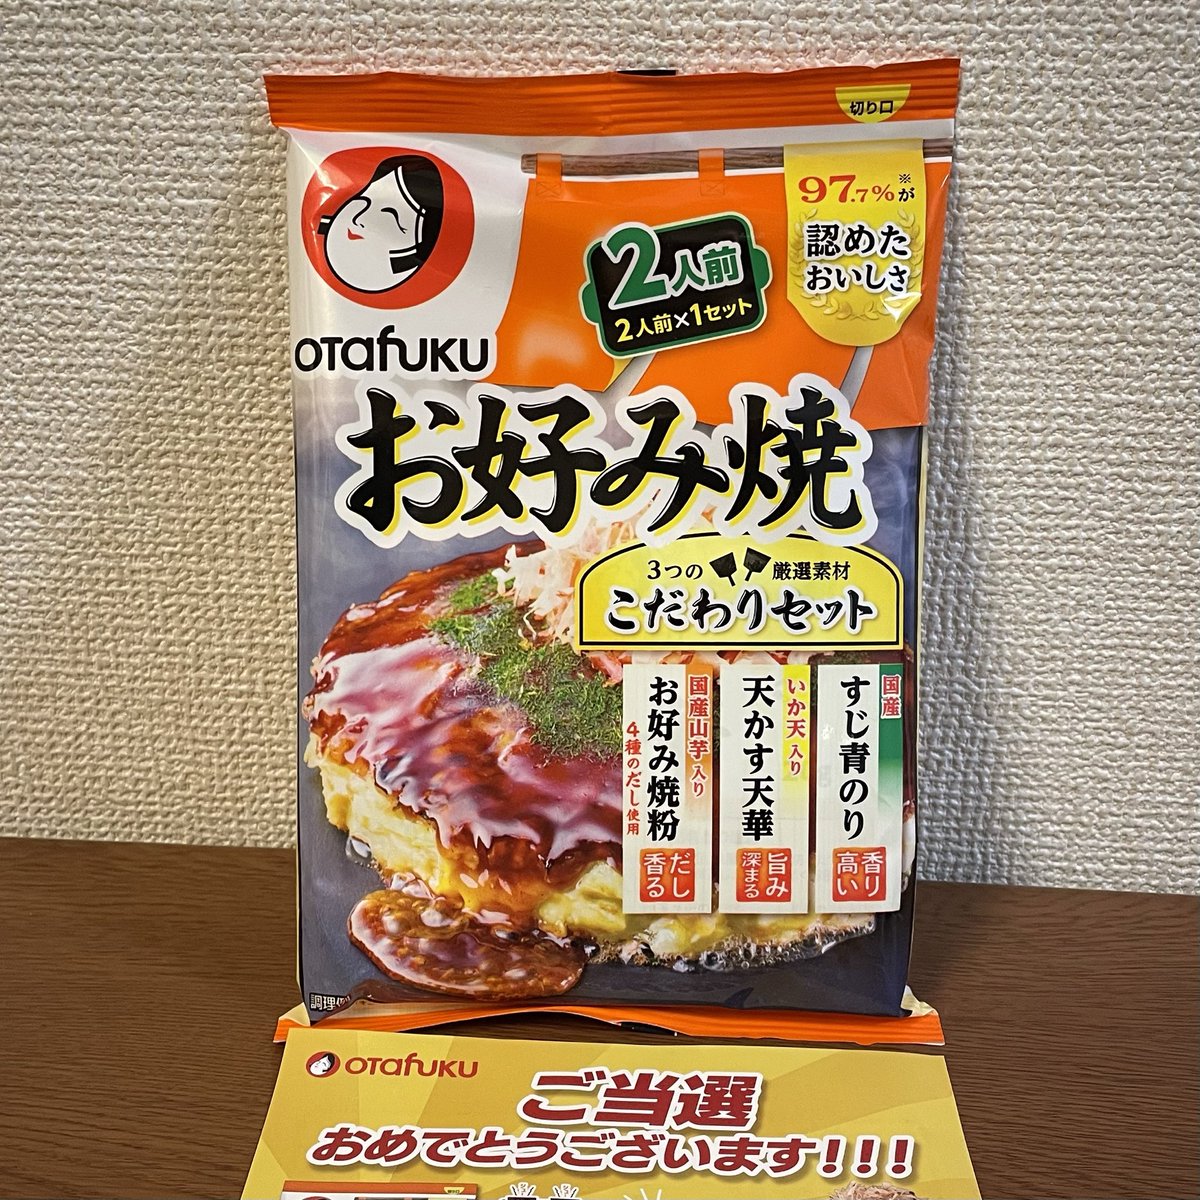 切り口
OTafUKU
2人前
2人前×1セット
97.7%※が
認めた
おいしさ
お好み焼
3つの厳選素材
こだわりセット
国産
すじ青のり
香り高い
いか天入り
天かす天華
旨み深まる
国産山芋入り
お好み焼粉
4種のだし使用
だし香る
調理例
OTafUKU
ご当選
おめでとうございます!!!